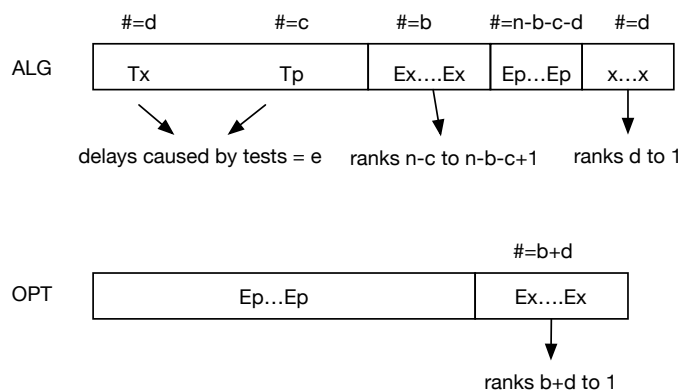 #=d #=c #=b #=n-b-c-d #=d
ALG Tx Tp Ex....Ex Ep...Ep x...x
delays caused by tests = e ranks n-c to n-b-c+1 ranks d to 1
#=b+d
OPT Ep...Ep Ex....Ex
ranks b+d to 1